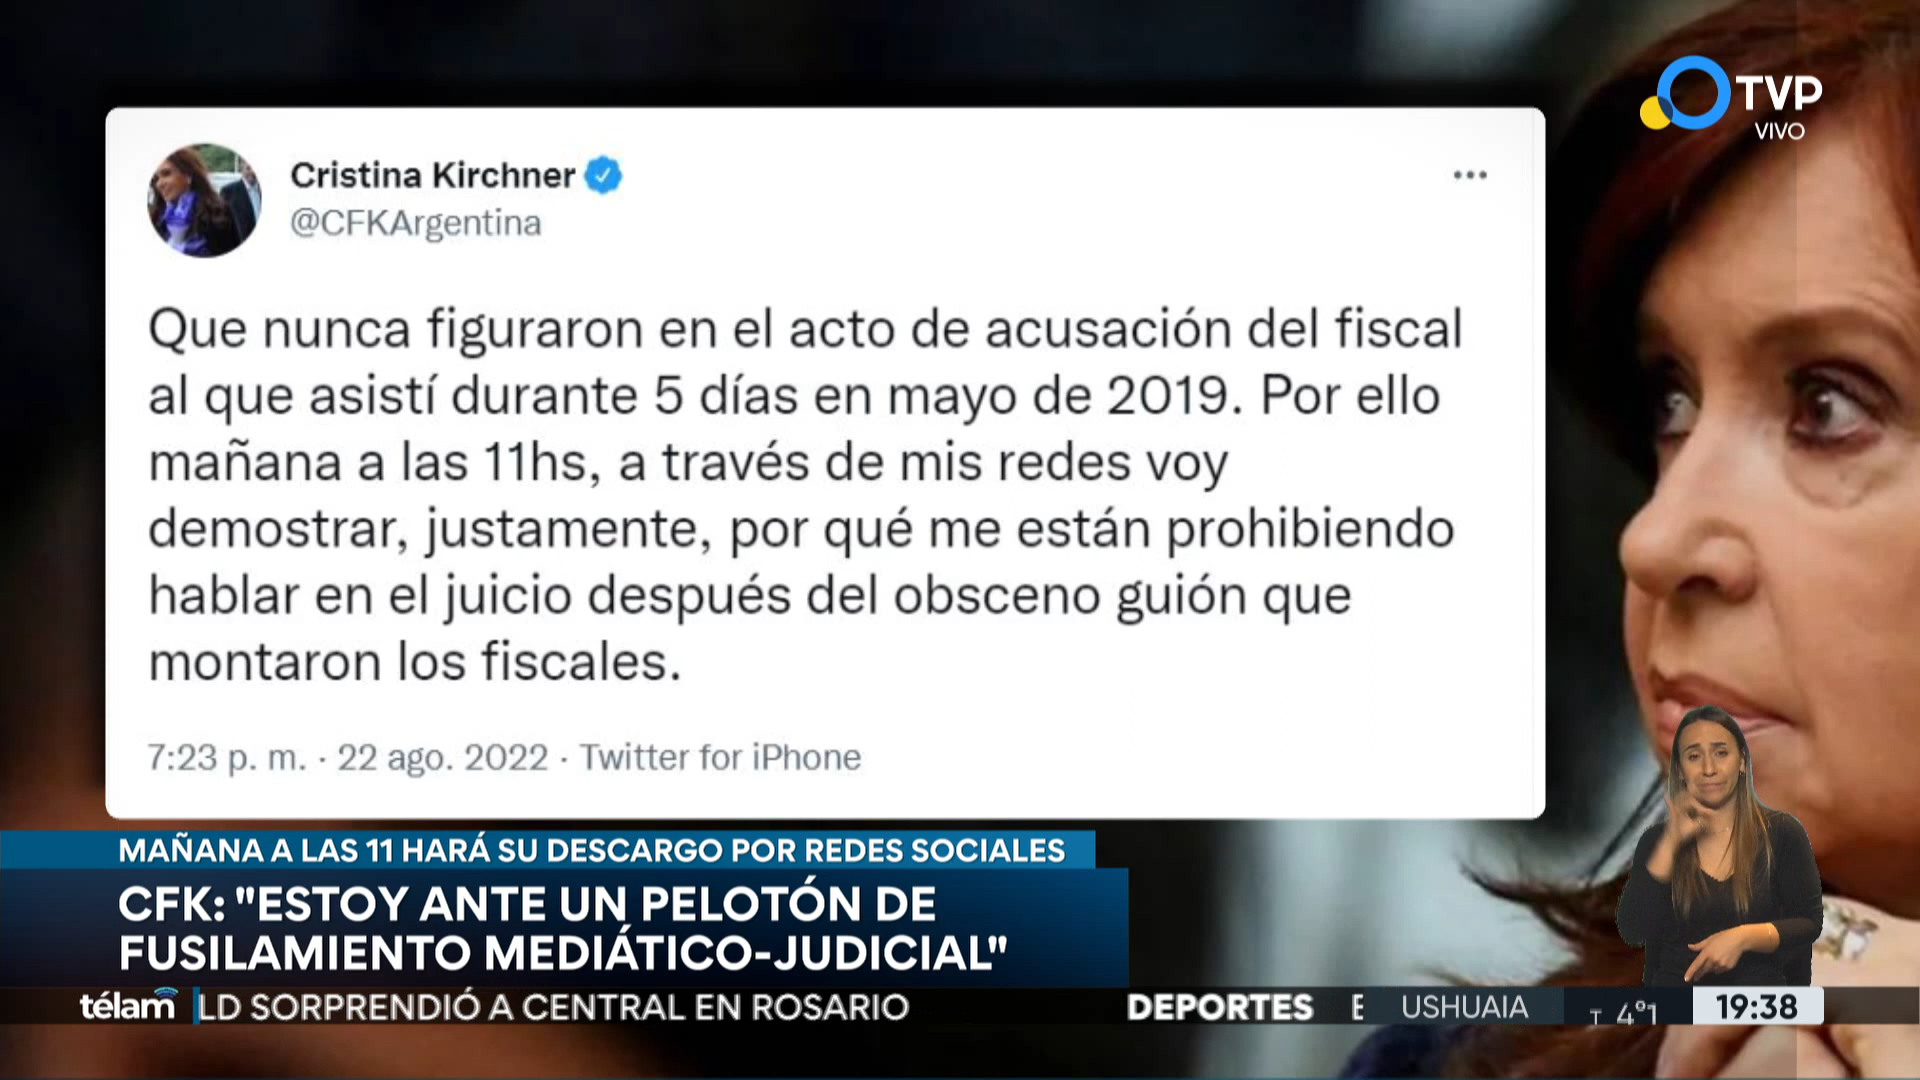 TVP
VIVO
Cristina Kirchner
@CFKArgentina
Que nunca figuraron en el acto de acusación del fiscal
al que asistí durante 5 días en mayo de 2019. Por ello
mañana a las 11hs, a través de mis redes voy
demostrar, justamente, por qué me están prohibiendo
hablar en el juicio después del obsceno guión que
montaron los fiscales.
7:23 p. m. · 22 ago. 2022 · Twitter for iPhone
MAÑANA A LAS 11 HARÁ SU DESCARGO POR REDES SOCIALES
CFK: "ESTOY ANTE UN PELOTÓN DE
FUSILAMIENTO MEDIÁTICO-JUDICIAL"
télam LD SORPRENDIÓ A CENTRAL EN ROSARIO DEPORTES E USHUAIA T 4°1 19:38